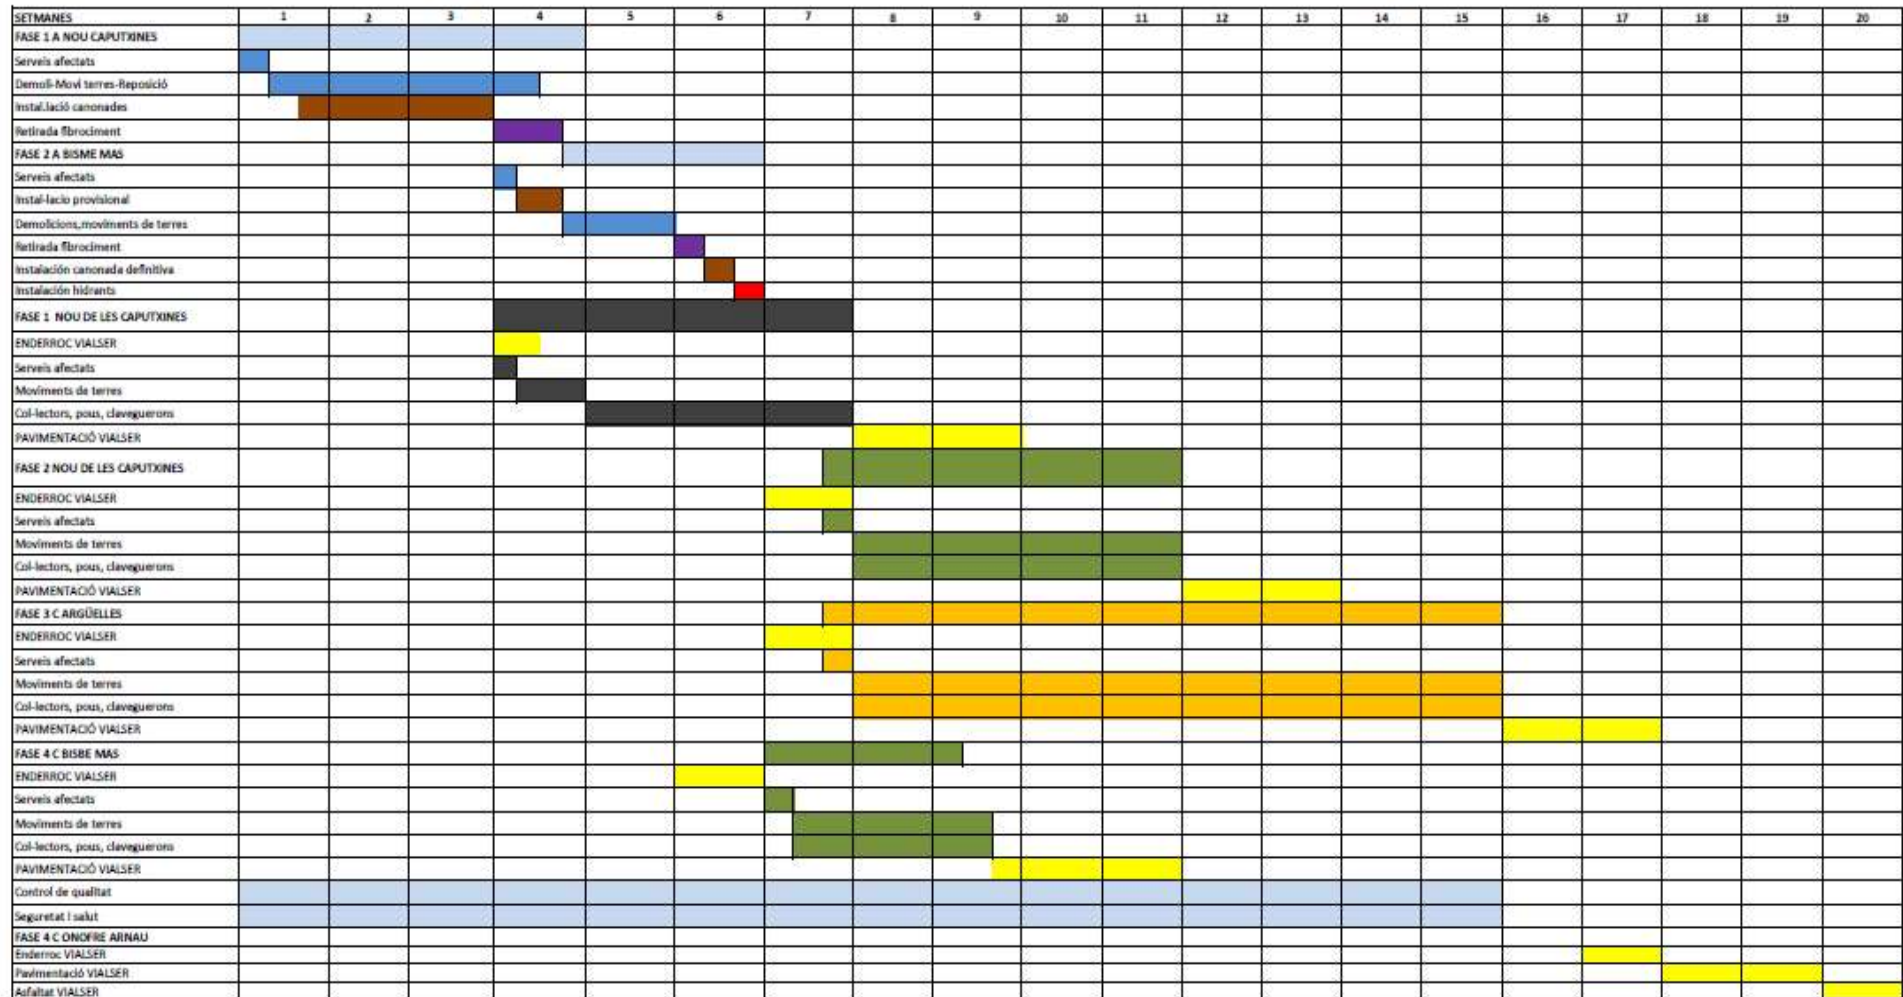 SETMANES 1 2 3 4 5 6 7 8 9 10 11 12 13 14 15 16 17 18 19 20
FASE 1 A NOU CAPUTXINES
Serveis afectats
Demoli-Movi terres-Reposició
Instal.lació canonades
Retirada fibrociment
FASE 2 A BISME MAS
Serveis afectats
Instal-lacio provisional
Demolicions,moviments de terres
Retirada fibrociment
Instalación canonada definitiva
Instalación hidrants
FASE 1 NOU DE LES CAPUTXINES
ENDERROC VIALSER
Serveis afectats
Moviments de terres
Col-lectors, pous, claveguerons
PAVIMENTACIÓ VIALSER
FASE 2 NOU DE LES CAPUTXINES
ENDERROC VIALSER
Serveis afectats
Moviments de terres
Col-lectors, pous, claveguerons
PAVIMENTACIÓ VIALSER
FASE 3 C ARGÜELLES
ENDERROC VIALSER
Serveis afectats
Moviments de terres
Col-lectors, pous, claveguerons
PAVIMENTACIÓ VIALSER
FASE 4 C BISBE MAS
ENDERROC VIALSER
Serveis afectats
Moviments de terres
Col-lectors, pous, claveguerons
PAVIMENTACIÓ VIALSER
Control de qualitat
Seguretat i salut
FASE 4 C ONOFRE ARNAU
Enderroc VIALSER
Pavimentació VIALSER
Asfaltat VIALSER